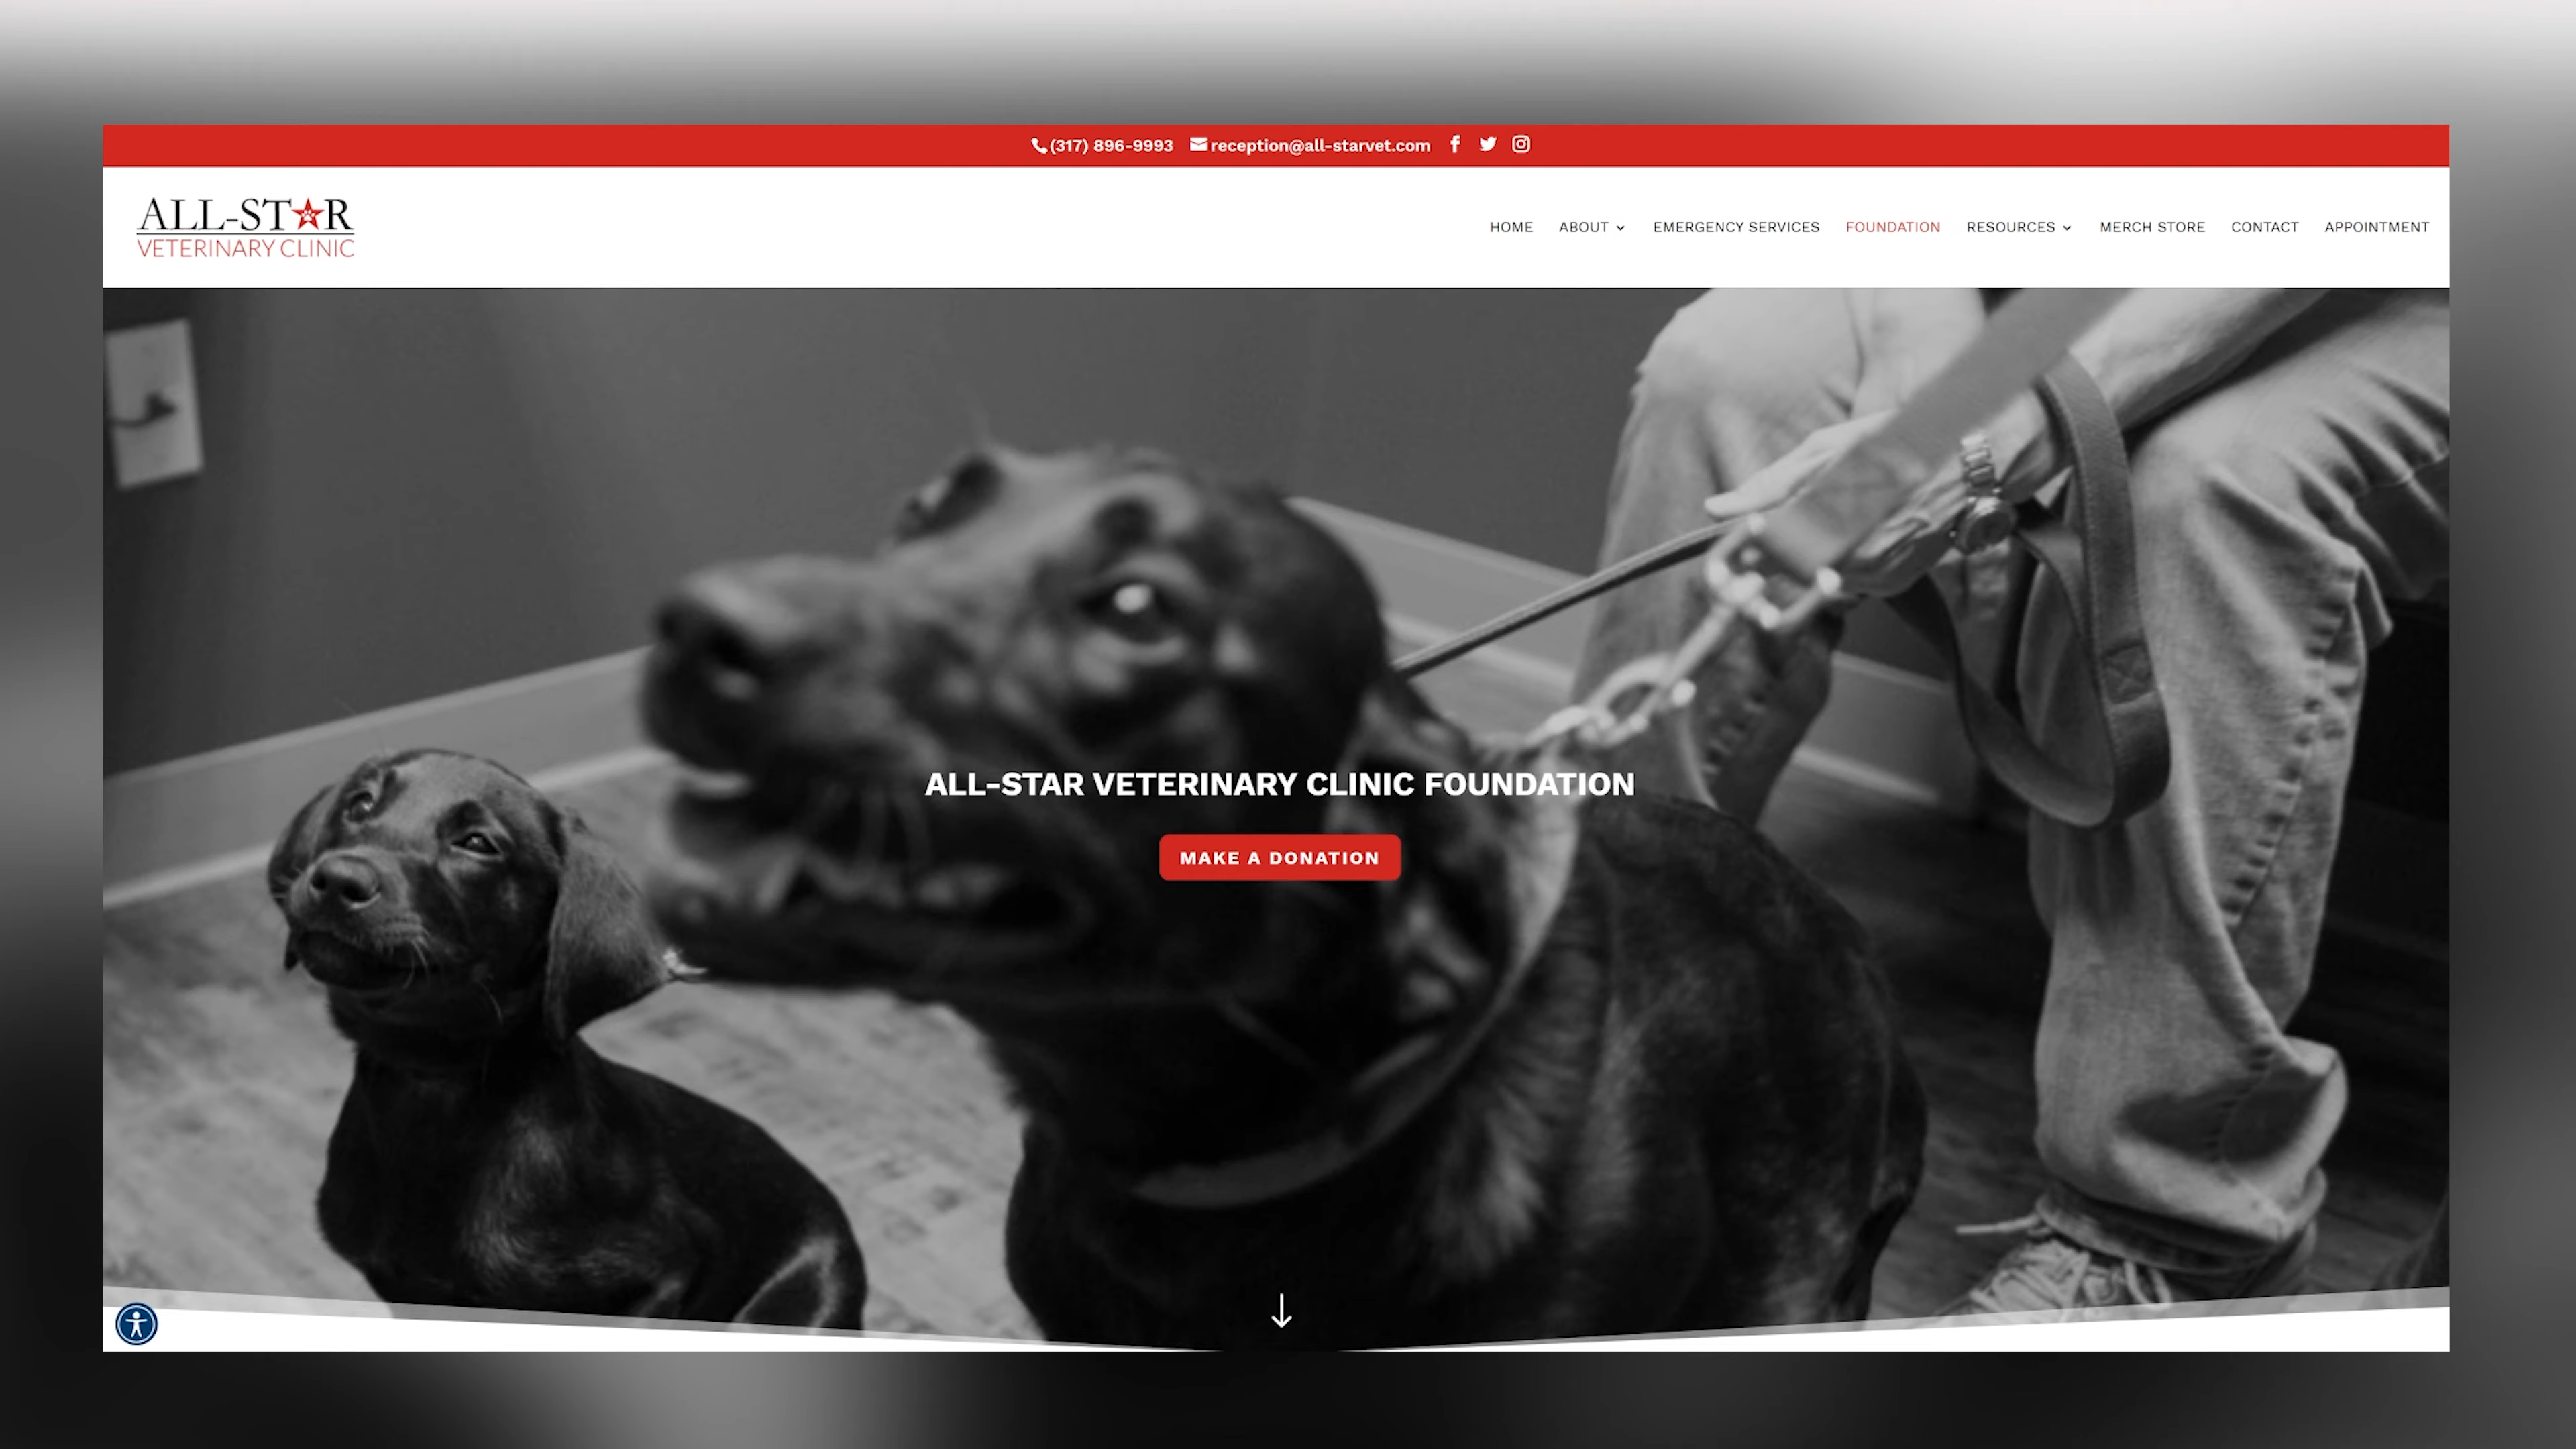 (317) 896-9993 reception@all-starvet.com
ALL-STAR
VETERINARY CLINIC
HOME ABOUT EMERGENCY SERVICES FOUNDATION RESOURCES MERCH STORE CONTACT APPOINTMENT
ALL-STAR VETERINARY CLINIC FOUNDATION
MAKE A DONATION